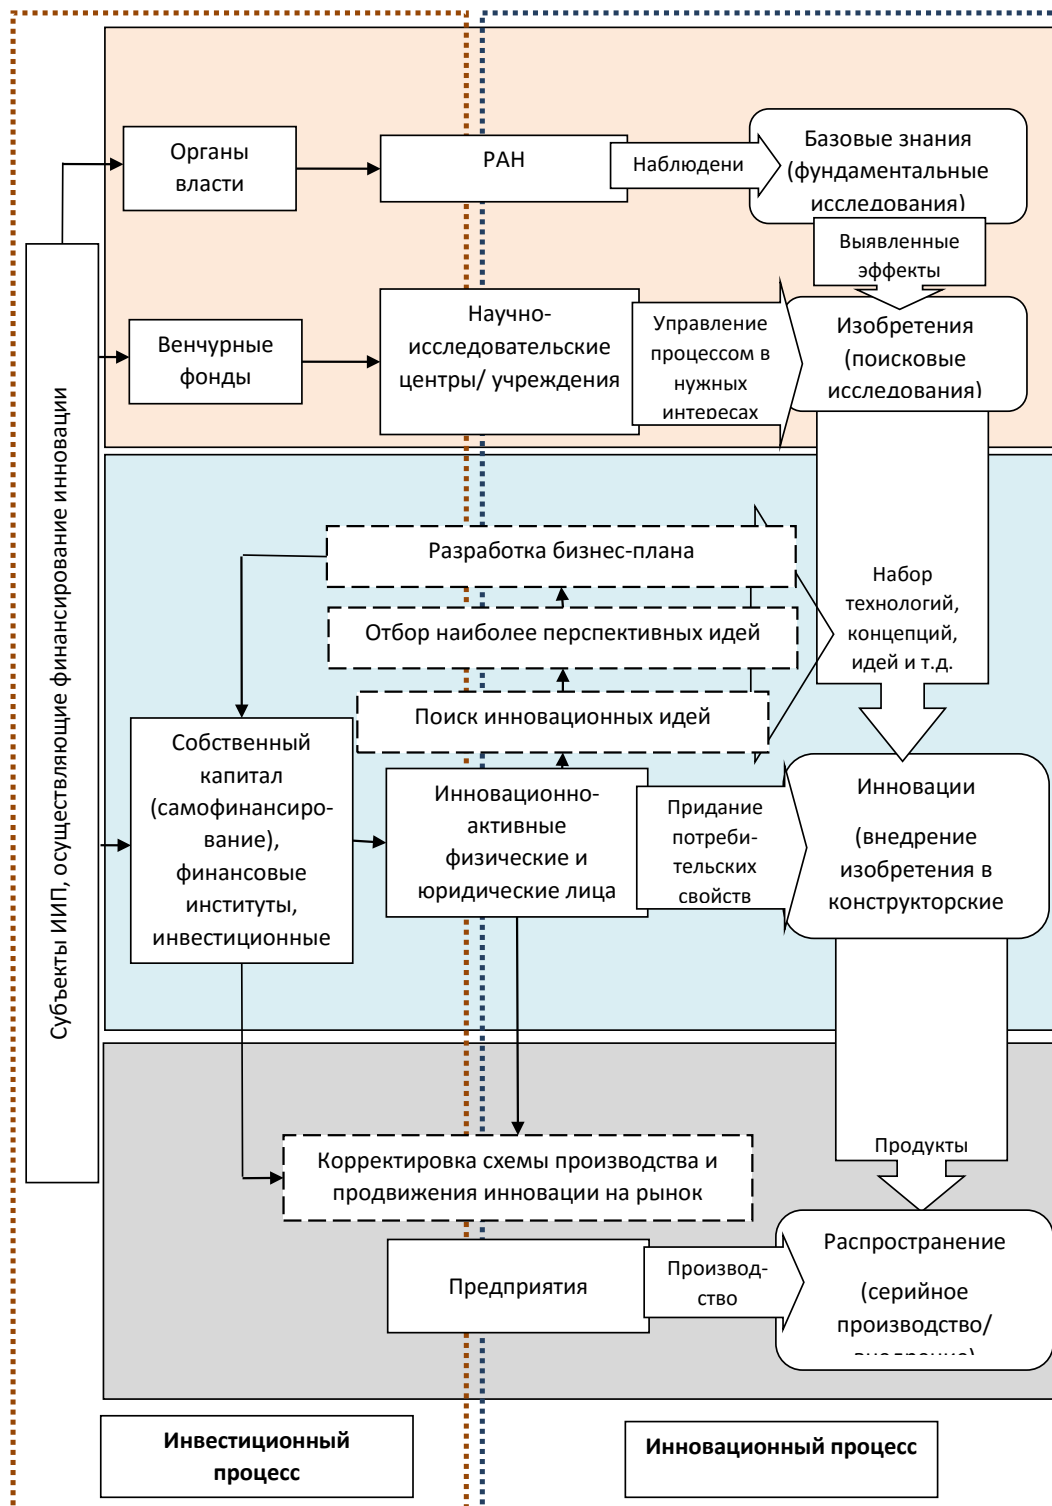 Субъекты ИИП, осуществляющие финансирование инновации
Органы
власти
РАН
Наблюдени
Базовые знания
(фундаментальные
исследования)
Выявленные
эффекты
Венчурные
фонды
Научно-
исследовательские
центры/ учреждения
Управление
процессом в
нужных
интересах
Изобретения
(поисковые
исследования)
Разработка бизнес-плана
Отбор наиболее перспективных идей
Поиск инновационных идей
Набор
технологий,
концепций,
идей и т.д.
Собственный
капитал
(самофинансиро-
вание),
финансовые
институты,
инвестиционные
Инновационно-
активные
физические и
юридические лица
Придание
потреби-
тельских
свойств
Инновации
(внедрение
изобретения в
конструкторские
Продукты
Корректировка схемы производства и
продвижения инновации на рынок
Предприятия
Производ-
ство
Распространение
(серийное
производство/
внедрение)
Инвестиционный
процесс
Инновационный процесс